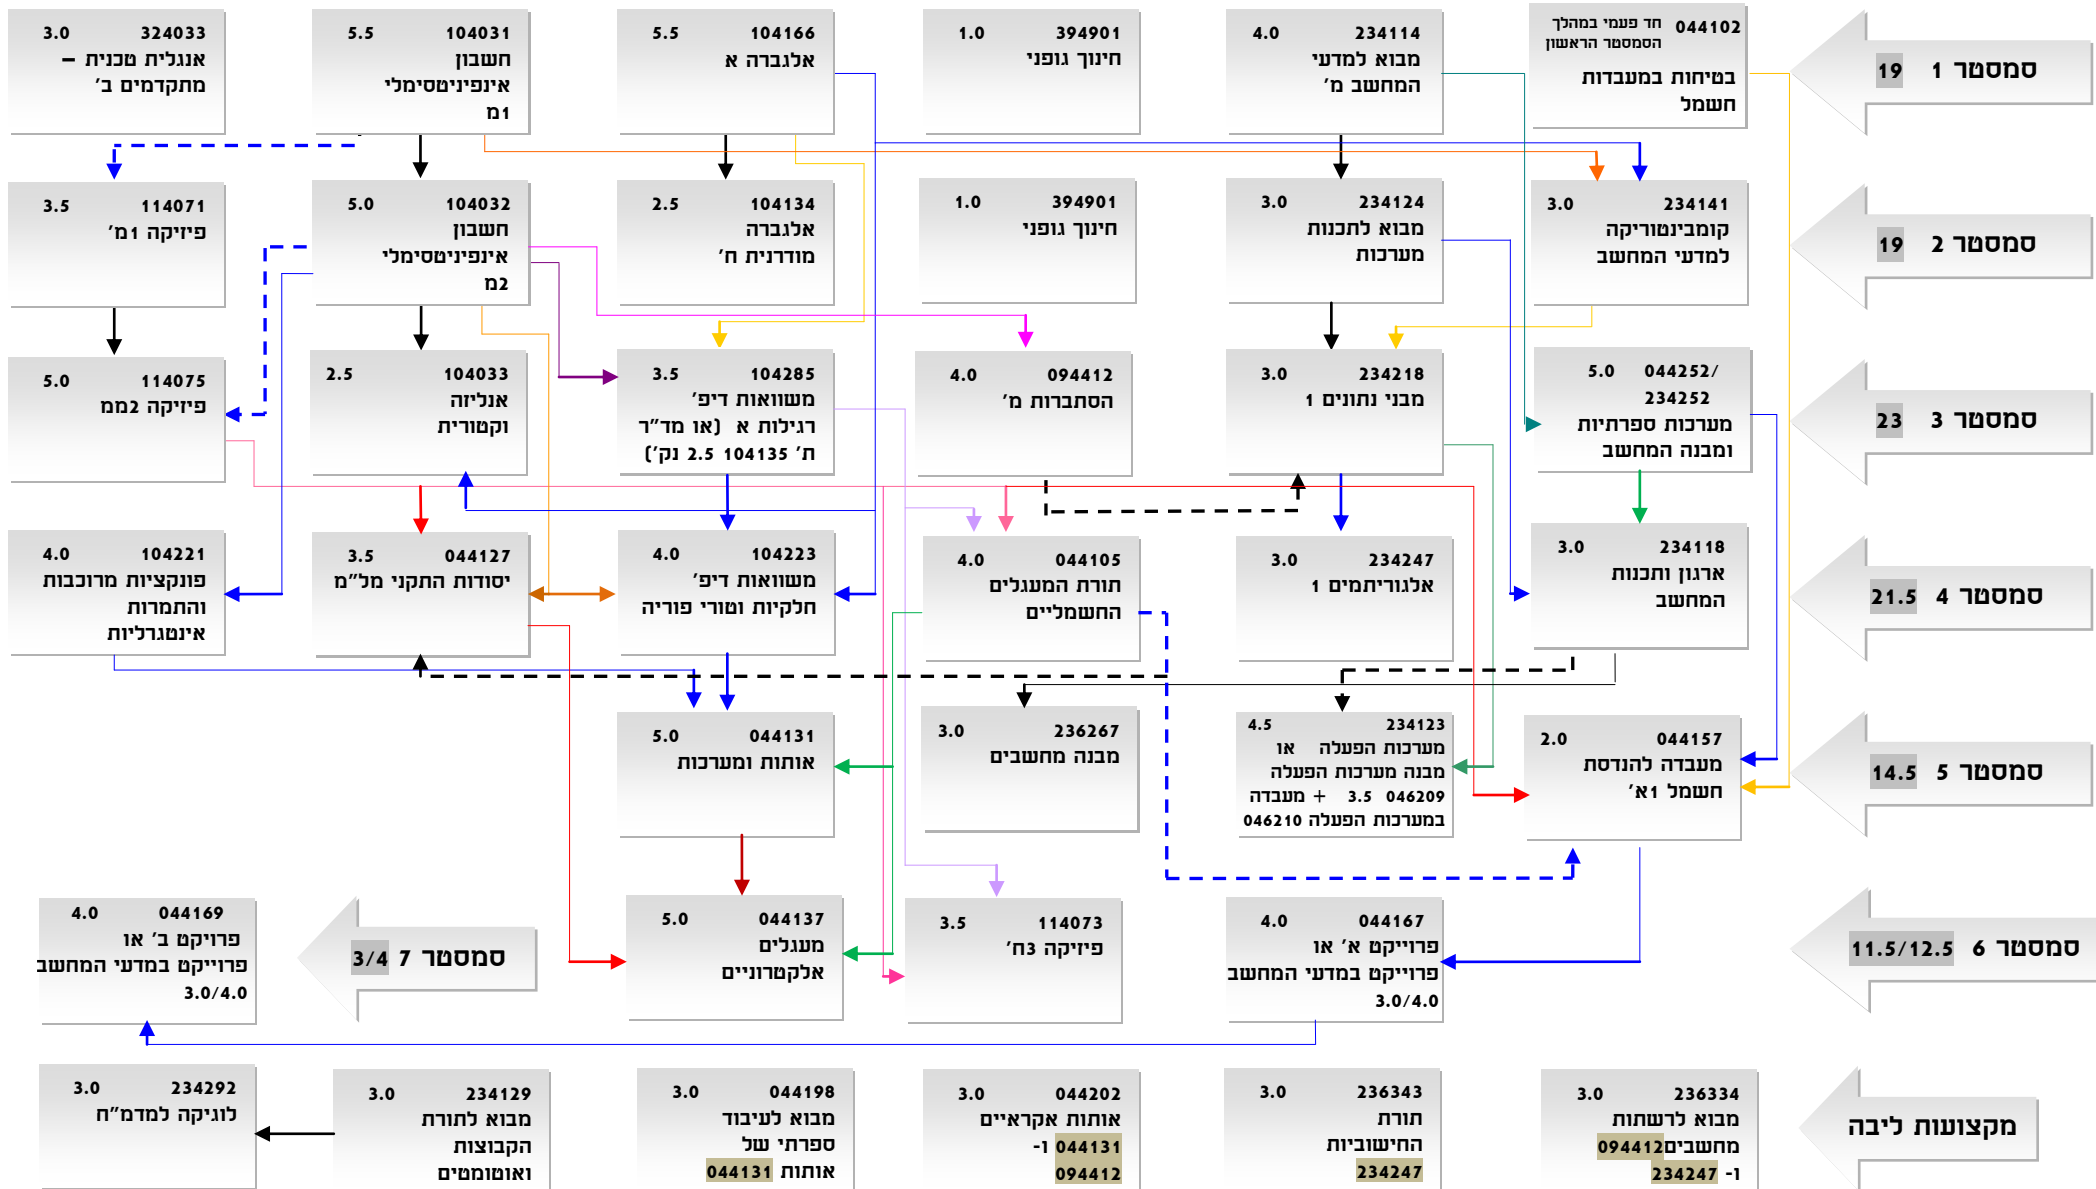 סמסטר 1 19
044102 חד פעמי במהלך
הסמסטר הראשון
בטיחות במעבדות
חשמל
234114 4.0
מבוא למדעי
המחשב מ'
394901 1.0
חינוך גופני
104166 5.5
אלגברה א
104031 5.5
חשבון
אינפיניטסימלי
1מ
324033 3.0
אנגלית טכנית –
מתקדמים ב'
סמסטר 2 19
234141 3.0
קומבינטוריקה
למדעי המחשב
234124 3.0
מבוא לתכנות
מערכות
394901 1.0
חינוך גופני
104134 2.5
אלגברה
מודרנית ח'
104032 5.0
חשבון
אינפיניטסימלי
2מ
114071 3.5
פיזיקה 1מ'
סמסטר 3 23
044252/ 5.0
234252
מערכות ספרתיות
ומבנה המחשב
234218 3.0
מבני נתונים 1
094412 4.0
הסתברות מ'
104285 3.5
משוואות דיפ'
רגילות א (או מד"ר
ת' 104135 2.5 נק')
104033 2.5
אנליזה
וקטורית
114075 5.0
פיזיקה 2ממ
סמסטר 4 21.5
234118 3.0
ארגון ותכנות
המחשב
234247 3.0
אלגוריתמים 1
044105 4.0
תורת המעגלים
החשמליים
104223 4.0
משוואות דיפ'
חלקיות וטורי פוריה
044127 3.5
יסודות התקני מל"מ
104221 4.0
פונקציות מרוכבות
והתמרות
אינטגרליות
סמסטר 5 14.5
044157 2.0
מעבדה להנדסת
חשמל 1א'
234123 4.5
מערכות הפעלה או
מבנה מערכות הפעלה
046209 3.5 + מעבדה
במערכות הפעלה 046210
236267 3.0
מבנה מחשבים
044131 5.0
אותות ומערכות
סמסטר 6 11.5/12.5
044167 4.0
פרוייקט א' או
פרוייקט במדעי המחשב
3.0/4.0
114073 3.5
פיזיקה 3ח'
044137 5.0
מעגלים
אלקטרוניים
סמסטר 7 3/4
044169 4.0
פרויקט ב' או
פרוייקט במדעי המחשב
3.0/4.0
מקצועות ליבה
236334 3.0
מבוא לרשתות
מחשבים094412
ו- 234247
236343 3.0
תורת
החישוביות
234247
044202 3.0
אותות אקראיים
044131 ו-
094412
044198 3.0
מבוא לעיבוד
ספרתי של
אותות 044131
234129 3.0
מבוא לתורת
הקבוצות
ואוטומטים
234292 3.0
לוגיקה למדמ"ח